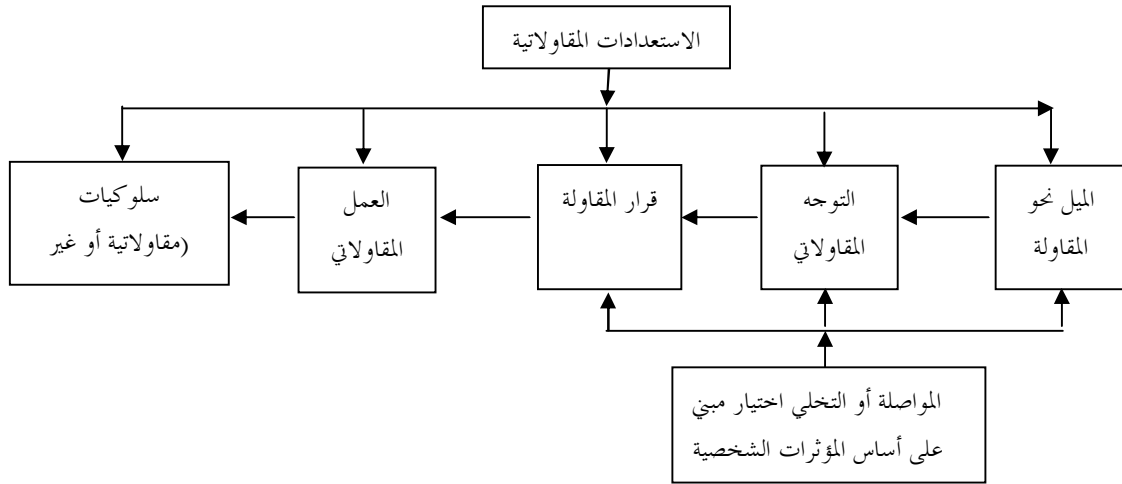 الاستعدادات المقاولاتية
الميل نحو
المقاولة
التوجه
المقاولاتي
قرار المقاولة
العمل
المقاولاتي
سلوكيات
(مقاولاتية أو غير
المواصلة أو التخلي اختيار مبني
على أساس المؤثرات الشخصية